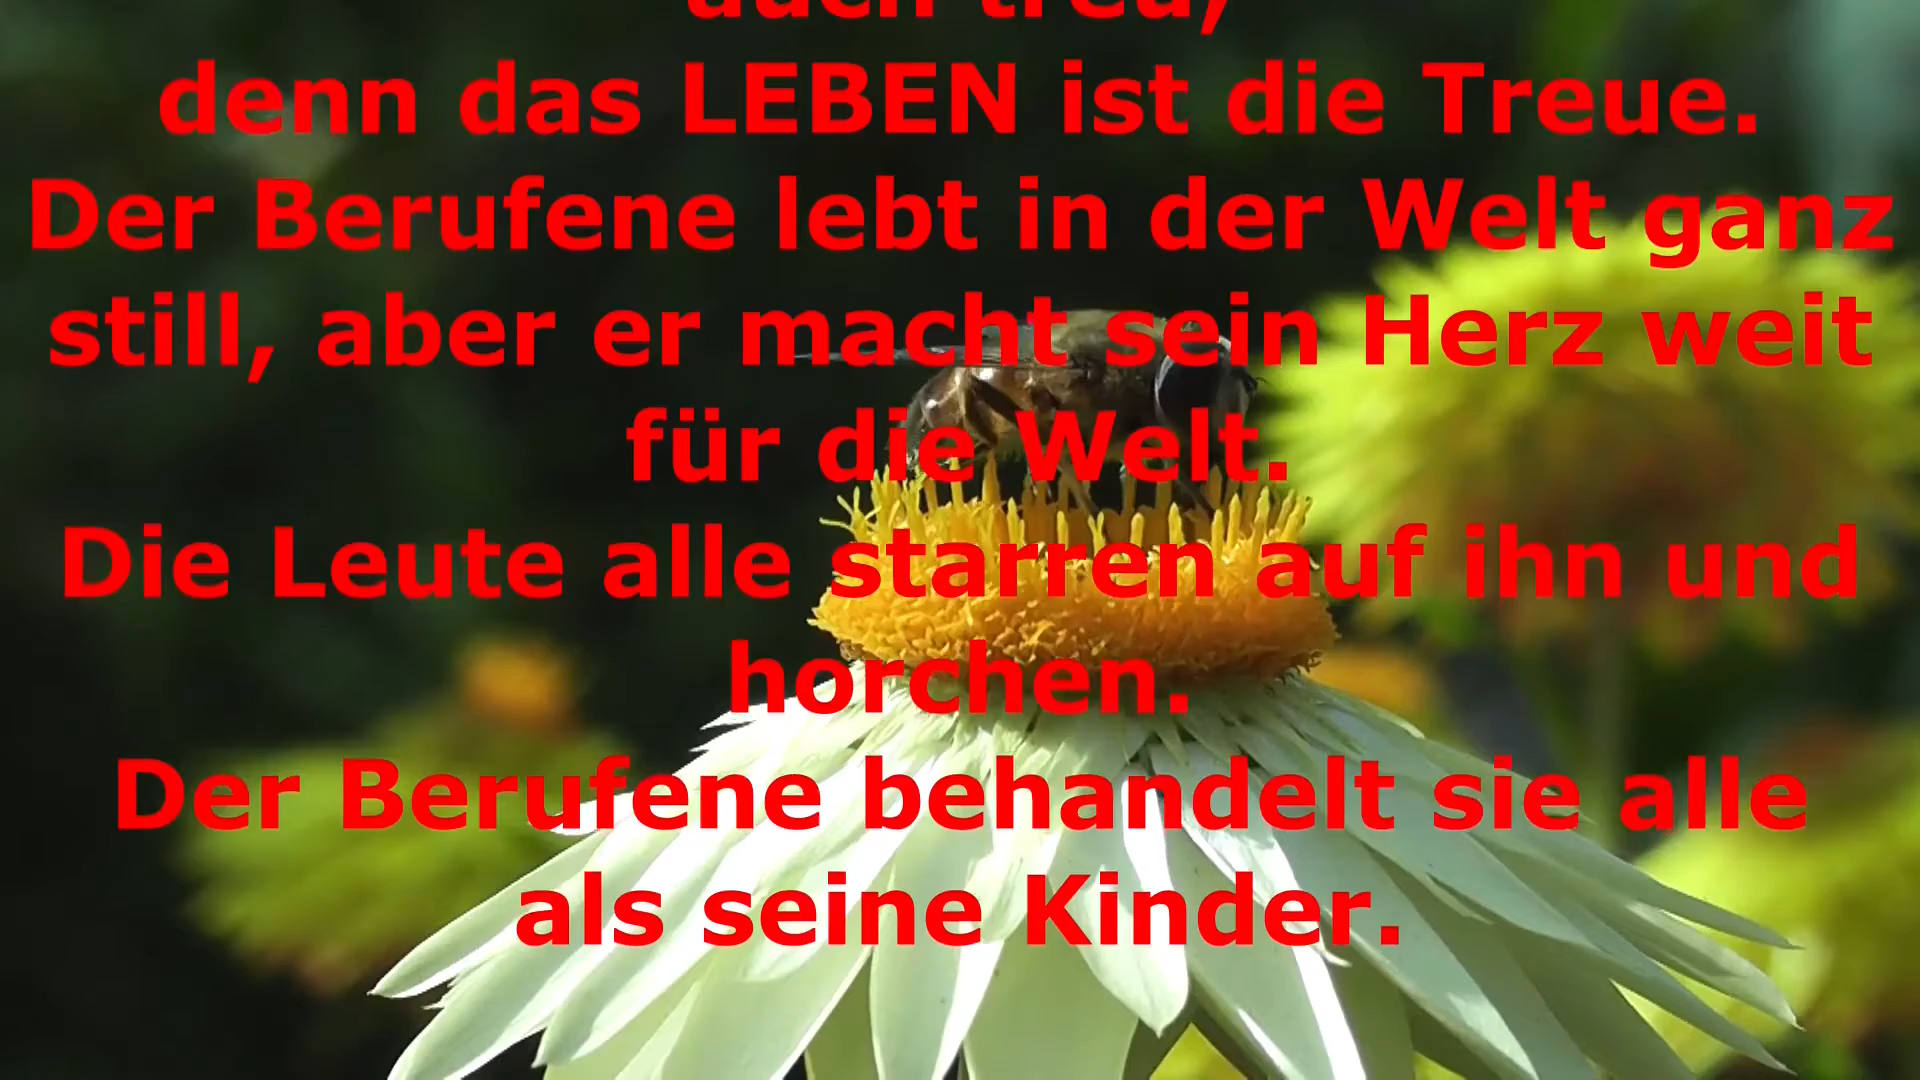 auch treu,
denn das LEBEN ist die Treue.
Der Berufene lebt in der Welt ganz
still, aber er macht sein Herz weit
für die Welt.
Die Leute alle starren auf ihn und
horchen.
Der Berufene behandelt sie alle
als seine Kinder.